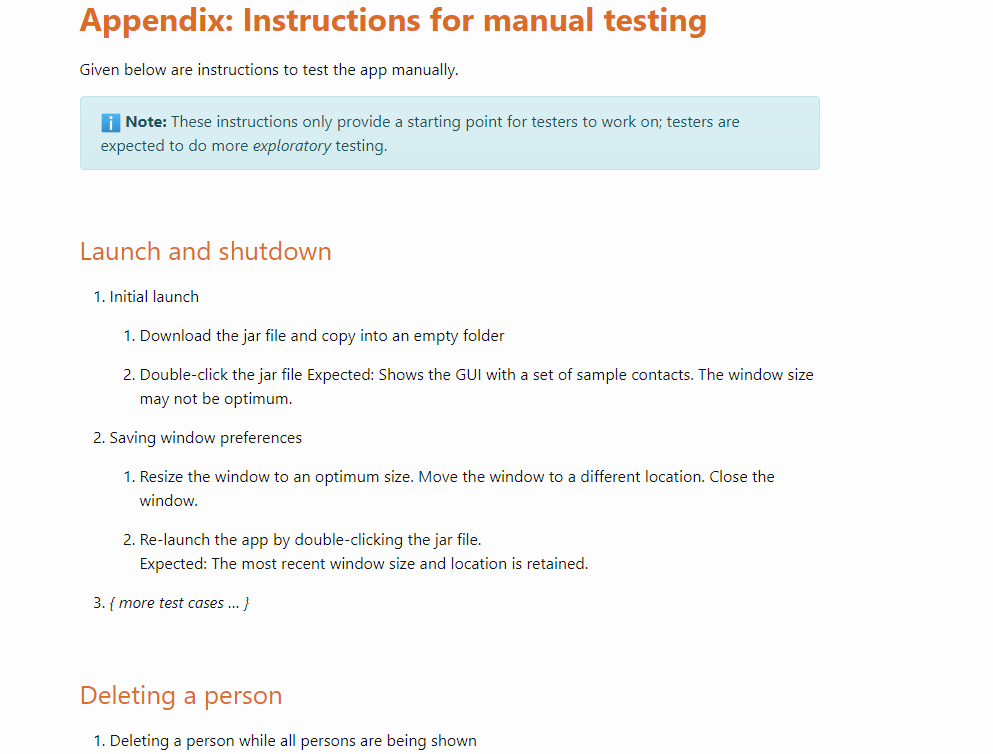 Appendix: Instructions for manual testing
Given below are instructions to test the app manually.
ℹ️ Note: These instructions only provide a starting point for testers to work on; testers are
expected to do more exploratory testing.
Launch and shutdown
1. Initial launch
1. Download the jar file and copy into an empty folder
2. Double-click the jar file Expected: Shows the GUI with a set of sample contacts. The window size
may not be optimum.
2. Saving window preferences
1. Resize the window to an optimum size. Move the window to a different location. Close the
window.
2. Re-launch the app by double-clicking the jar file.
Expected: The most recent window size and location is retained.
3. { more test cases … }
Deleting a person
1. Deleting a person while all persons are being shown